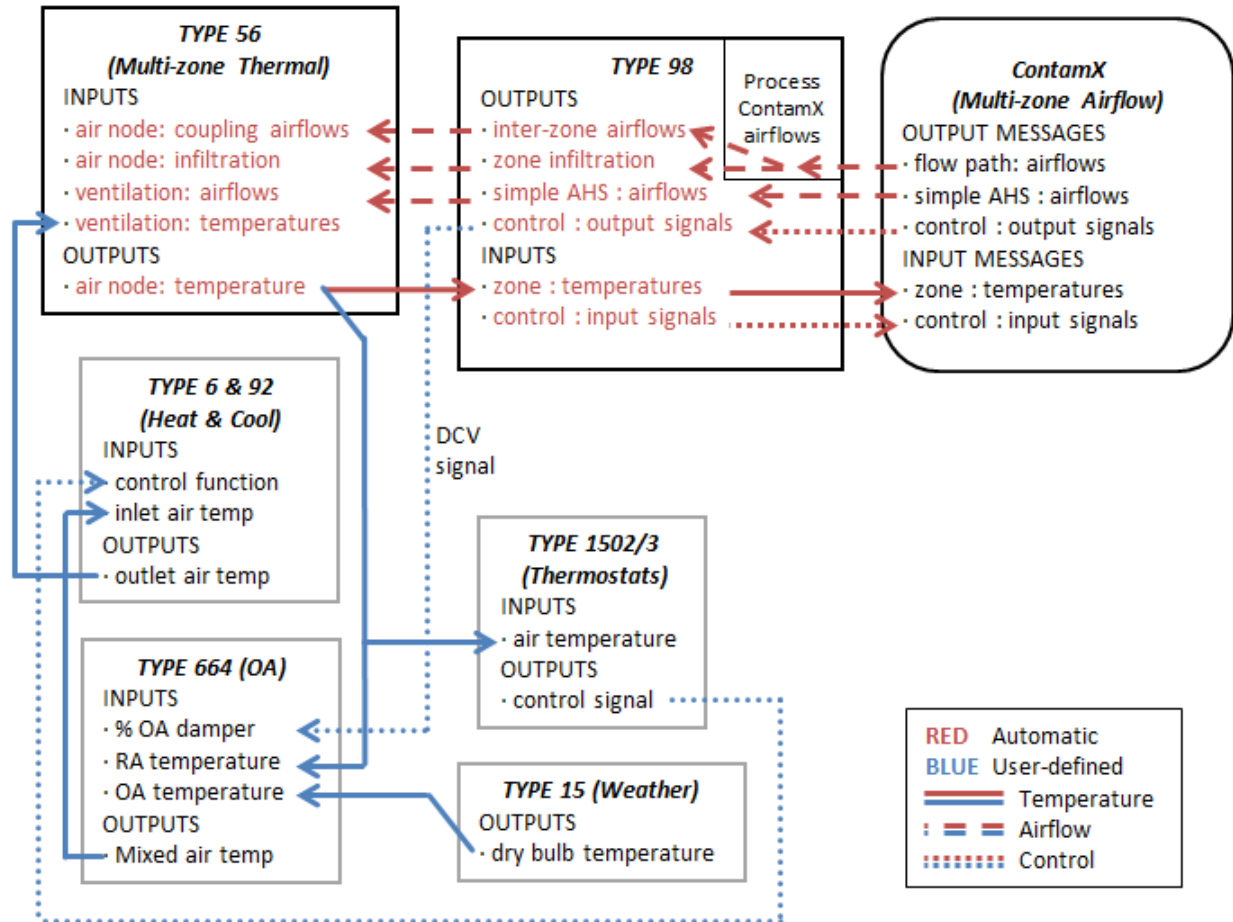 TYPE 56
(Multi-zone Thermal)
INPUTS
· air node: coupling airflows
· air node: infiltration
· ventilation: airflows
· ventilation: temperatures
OUTPUTS
· air node: temperature
TYPE 98
OUTPUTS
· inter-zone airflows
· zone infiltration
· simple AHS : airflows
· control : output signals
INPUTS
· zone : temperatures
· control : input signals
Process
ContamX
airflows
ContamX
(Multi-zone Airflow)
OUTPUT MESSAGES
· flow path: airflows
· simple AHS : airflows
· control : output signals
INPUT MESSAGES
· zone : temperatures
· control : input signals
TYPE 6 & 92
(Heat & Cool)
INPUTS
· control function
· inlet air temp
OUTPUTS
· outlet air temp
DCV
signal
TYPE 1502/3
(Thermostats)
INPUTS
· air temperature
OUTPUTS
· control signal
TYPE 664 (OA)
INPUTS
· % OA damper
· RA temperature
· OA temperature
OUTPUTS
· Mixed air temp
TYPE 15 (Weather)
OUTPUTS
· dry bulb temperature
RED Automatic
BLUE User-defined
Temperature
Airflow
Control